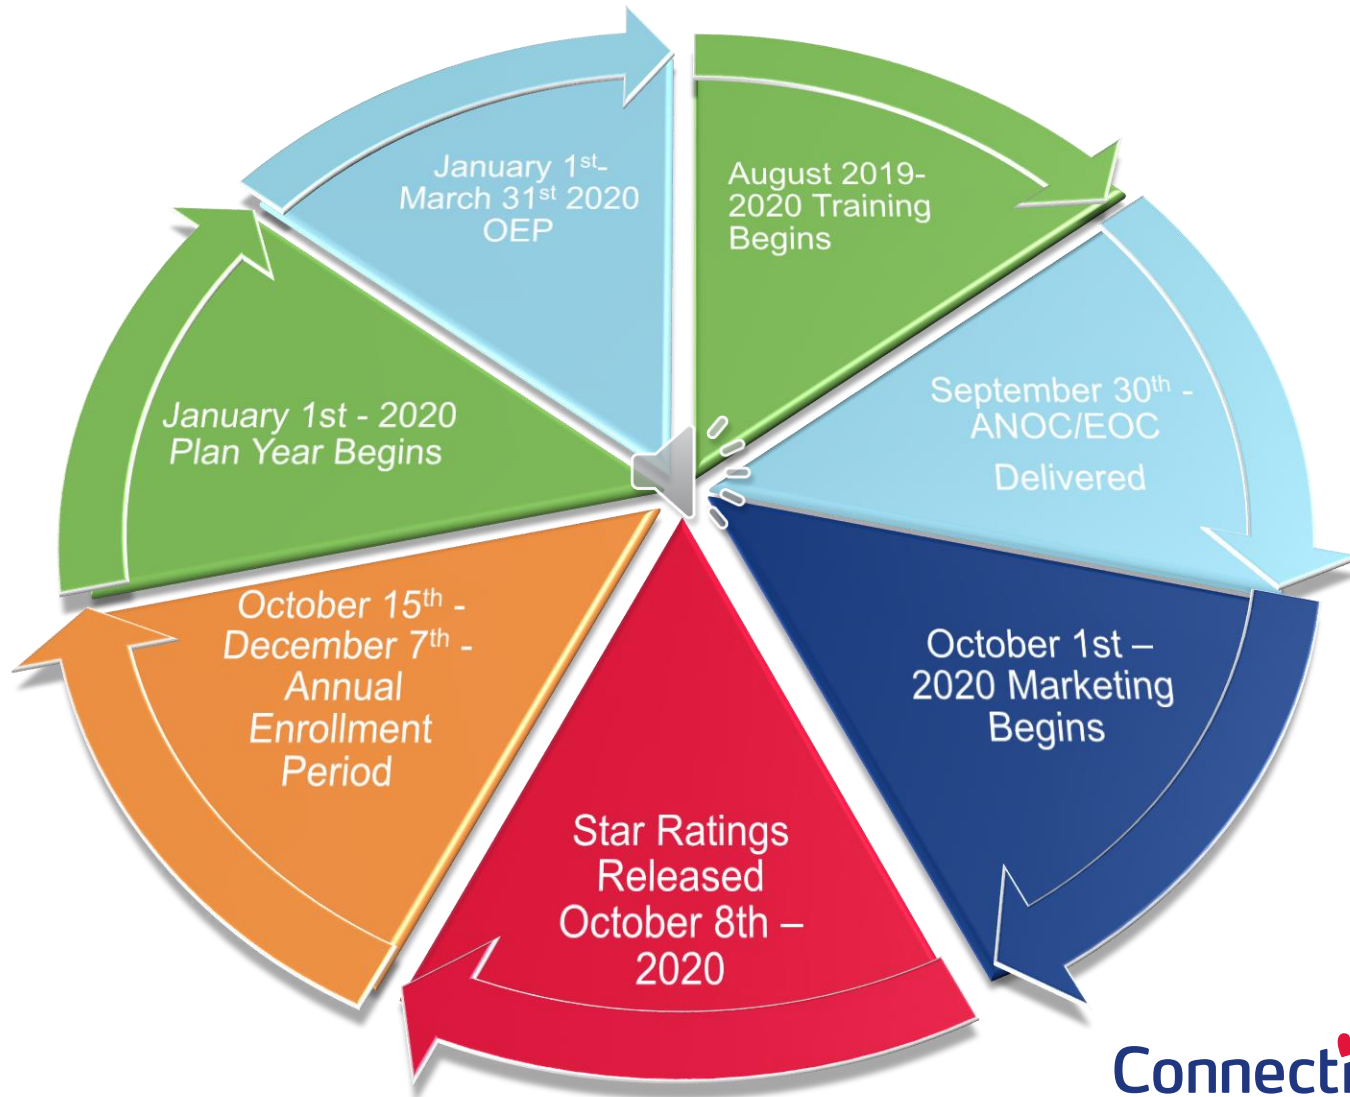 August 2019-
2020 Training
Begins
September 30th -
ANOC/EOC
Delivered
October 1st –
2020 Marketing
Begins
Star Ratings
Released
October 8th –
2020
October 15th -
December 7th -
Annual
Enrollment
Period
January 1st - 2020
Plan Year Begins
January 1st-
March 31st 2020
OEP
Connecti